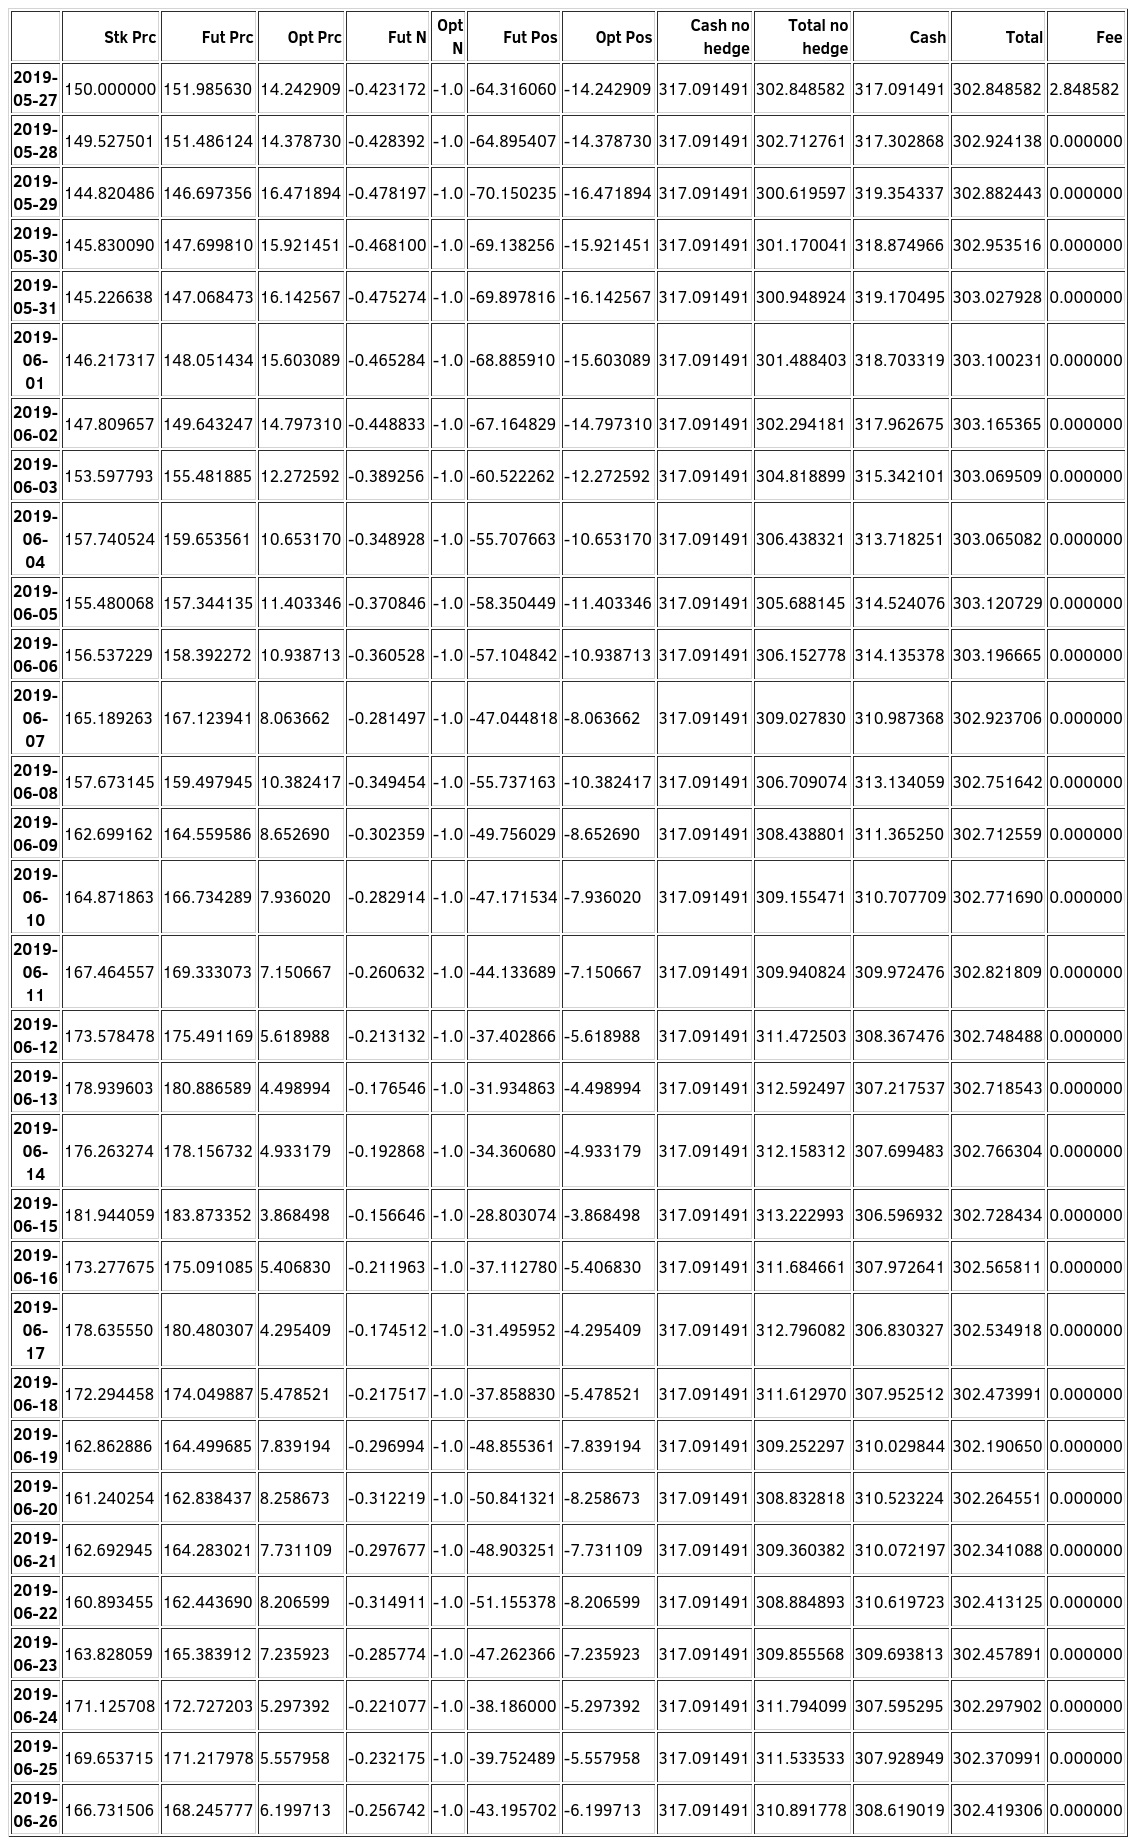 Stk Prc Fut Prc Opt Prc Fut N Opt N Fut Pos Opt Pos Cash no hedge Total no hedge Cash Total Fee
2019-05-27 150.000000 151.985630 14.242909 -0.423172 -1.0 -64.316060 -14.242909 317.091491 302.848582 317.091491 302.848582 2.848582
2019-05-28 149.527501 151.486124 14.378730 -0.428392 -1.0 -64.895407 -14.378730 317.091491 302.712761 317.302868 302.924138 0.000000
2019-05-29 144.820486 146.697356 16.471894 -0.478197 -1.0 -70.150235 -16.471894 317.091491 300.619597 319.354337 302.882443 0.000000
2019-05-30 145.830090 147.699810 15.921451 -0.468100 -1.0 -69.138256 -15.921451 317.091491 301.170041 318.874966 302.953516 0.000000
2019-05-31 145.226638 147.068473 16.142567 -0.475274 -1.0 -69.897816 -16.142567 317.091491 300.948924 319.170495 303.027928 0.000000
2019-06-01 146.217317 148.051434 15.603089 -0.465284 -1.0 -68.885910 -15.603089 317.091491 301.488403 318.703319 303.100231 0.000000
2019-06-02 147.809657 149.643247 14.797310 -0.448833 -1.0 -67.164829 -14.797310 317.091491 302.294181 317.962675 303.165365 0.000000
2019-06-03 153.597793 155.481885 12.272592 -0.389256 -1.0 -60.522262 -12.272592 317.091491 304.818899 315.342101 303.069509 0.000000
2019-06-04 157.740524 159.653561 10.653170 -0.348928 -1.0 -55.707663 -10.653170 317.091491 306.438321 313.718251 303.065082 0.000000
2019-06-05 155.480068 157.344135 11.403346 -0.370846 -1.0 -58.350449 -11.403346 317.091491 305.688145 314.524076 303.120729 0.000000
2019-06-06 156.537229 158.392272 10.938713 -0.360528 -1.0 -57.104842 -10.938713 317.091491 306.152778 314.135378 303.196665 0.000000
2019-06-07 165.189263 167.123941 8.063662 -0.281497 -1.0 -47.044818 -8.063662 317.091491 309.027830 310.987368 302.923706 0.000000
2019-06-08 157.673145 159.497945 10.382417 -0.349454 -1.0 -55.737163 -10.382417 317.091491 306.709074 313.134059 302.751642 0.000000
2019-06-09 162.699162 164.559586 8.652690 -0.302359 -1.0 -49.756029 -8.652690 317.091491 308.438801 311.365250 302.712559 0.000000
2019-06-10 164.871863 166.734289 7.936020 -0.282914 -1.0 -47.171534 -7.936020 317.091491 309.155471 310.707709 302.771690 0.000000
2019-06-11 167.464557 169.333073 7.150667 -0.260632 -1.0 -44.133689 -7.150667 317.091491 309.940824 309.972476 302.821809 0.000000
2019-06-12 173.578478 175.491169 5.618988 -0.213132 -1.0 -37.402866 -5.618988 317.091491 311.472503 308.367476 302.748488 0.000000
2019-06-13 178.939603 180.886589 4.498994 -0.176546 -1.0 -31.934863 -4.498994 317.091491 312.592497 307.217537 302.718543 0.000000
2019-06-14 176.263274 178.156732 4.933179 -0.192868 -1.0 -34.360680 -4.933179 317.091491 312.158312 307.699483 302.766304 0.000000
2019-06-15 181.944059 183.873352 3.868498 -0.156646 -1.0 -28.803074 -3.868498 317.091491 313.222993 306.596932 302.728434 0.000000
2019-06-16 173.277675 175.091085 5.406830 -0.211963 -1.0 -37.112780 -5.406830 317.091491 311.684661 307.972641 302.565811 0.000000
2019-06-17 178.635550 180.480307 4.295409 -0.174512 -1.0 -31.495952 -4.295409 317.091491 312.796082 306.830327 302.534918 0.000000
2019-06-18 172.294458 174.049887 5.478521 -0.217517 -1.0 -37.858830 -5.478521 317.091491 311.612970 307.952512 302.473991 0.000000
2019-06-19 162.862886 164.499685 7.839194 -0.296994 -1.0 -48.855361 -7.839194 317.091491 309.252297 310.029844 302.190650 0.000000
2019-06-20 161.240254 162.838437 8.258673 -0.312219 -1.0 -50.841321 -8.258673 317.091491 308.832818 310.523224 302.264551 0.000000
2019-06-21 162.692945 164.283021 7.731109 -0.297677 -1.0 -48.903251 -7.731109 317.091491 309.360382 310.072197 302.341088 0.000000
2019-06-22 160.893455 162.443690 8.206599 -0.314911 -1.0 -51.155378 -8.206599 317.091491 308.884893 310.619723 302.413125 0.000000
2019-06-23 163.828059 165.383912 7.235923 -0.285774 -1.0 -47.262366 -7.235923 317.091491 309.855568 309.693813 302.457891 0.000000
2019-06-24 171.125708 172.727203 5.297392 -0.221077 -1.0 -38.186000 -5.297392 317.091491 311.794099 307.595295 302.297902 0.000000
2019-06-25 169.653715 171.217978 5.557958 -0.232175 -1.0 -39.752489 -5.557958 317.091491 311.533533 307.928949 302.370991 0.000000
2019-06-26 166.731506 168.245777 6.199713 -0.256742 -1.0 -43.195702 -6.199713 317.091491 310.891778 308.619019 302.419306 0.000000